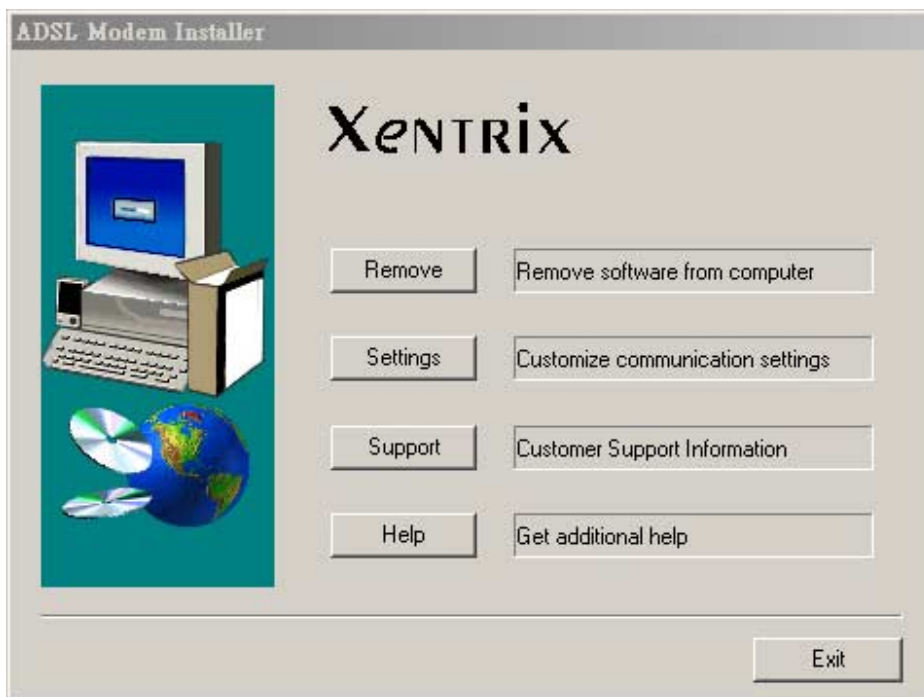 ADSL Modem Installer
XeNTRiX
Remove Remove software from computer
Settings Customize communication settings
Support Customer Support Information
Help Get additional help
Exit